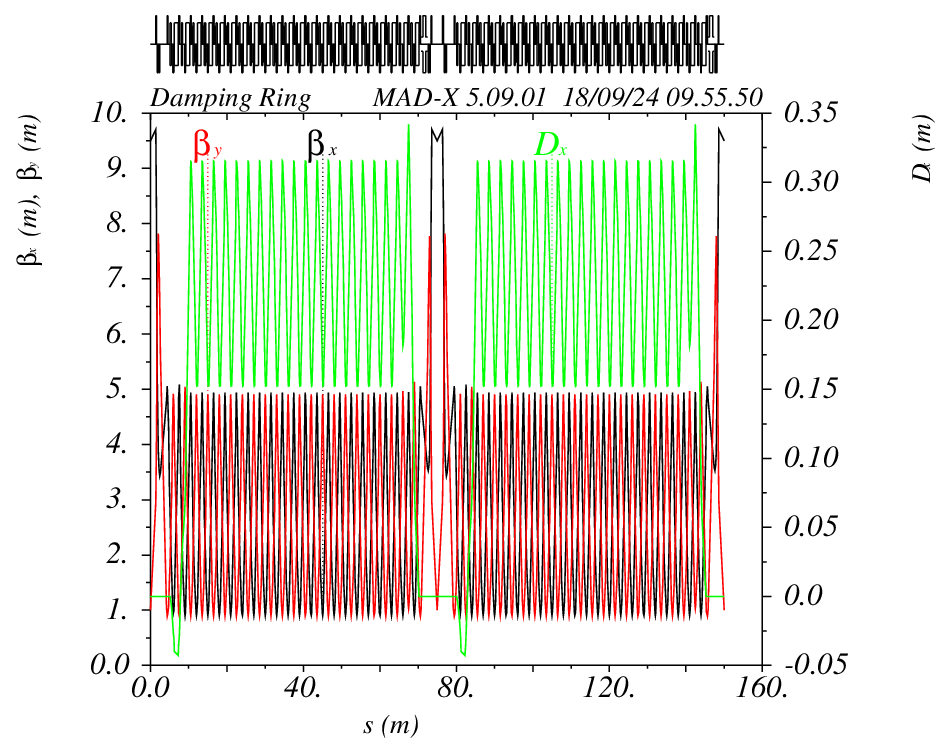 Damping Ring MAD-X 5.09.01 18/09/24 09.55.50
βx (m), βy (m)
10.
9.
8.
7.
6.
5.
4.
3.
2.
1.
0.0
βy
βx
Dx
0.35
0.30
0.25
0.20
0.15
0.10
0.05
0.0
-0.05
Dx (m)
0.0 40. 80. 120. 160.
s (m)